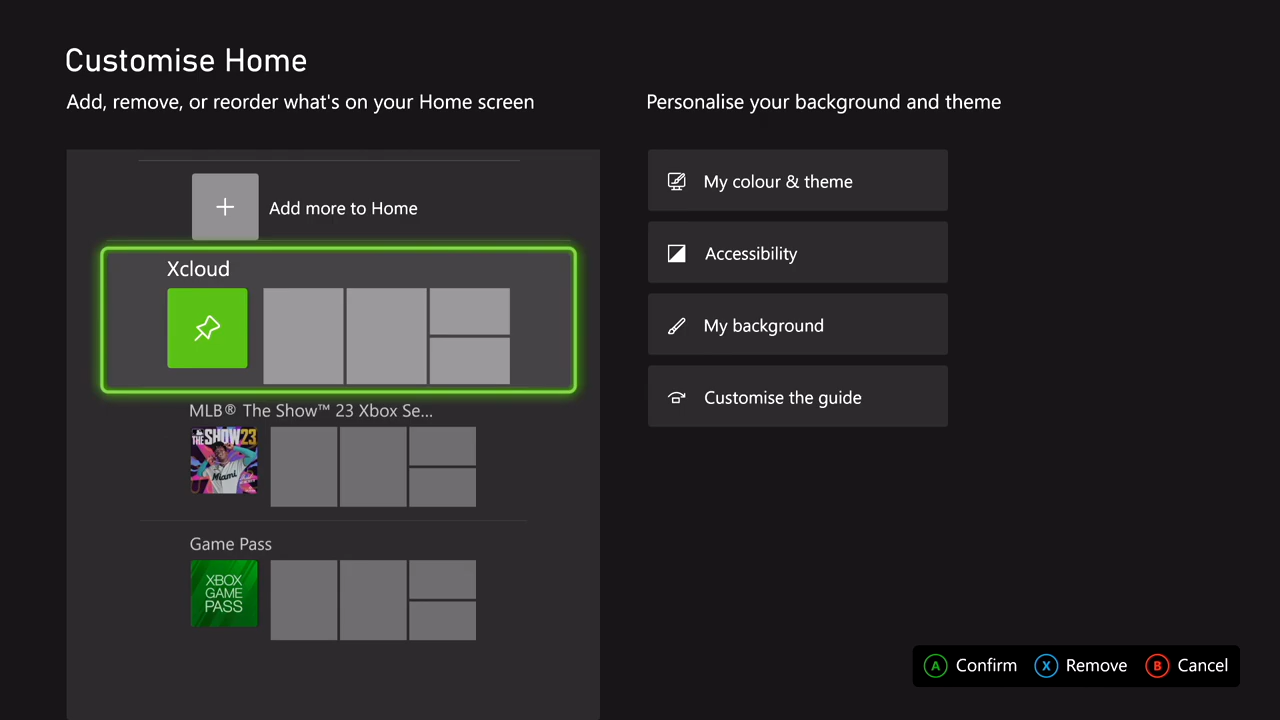 Customise Home
Add, remove, or reorder what's on your Home screen
Add more to Home
Xcloud
MLB® The Show™ 23 Xbox Se...
THE SHOW 23
Miami
Game Pass
XBOX
GAME
PASS
Personalise your background and theme
My colour & theme
Accessibility
My background
Customise the guide
A Confirm X Remove B Cancel